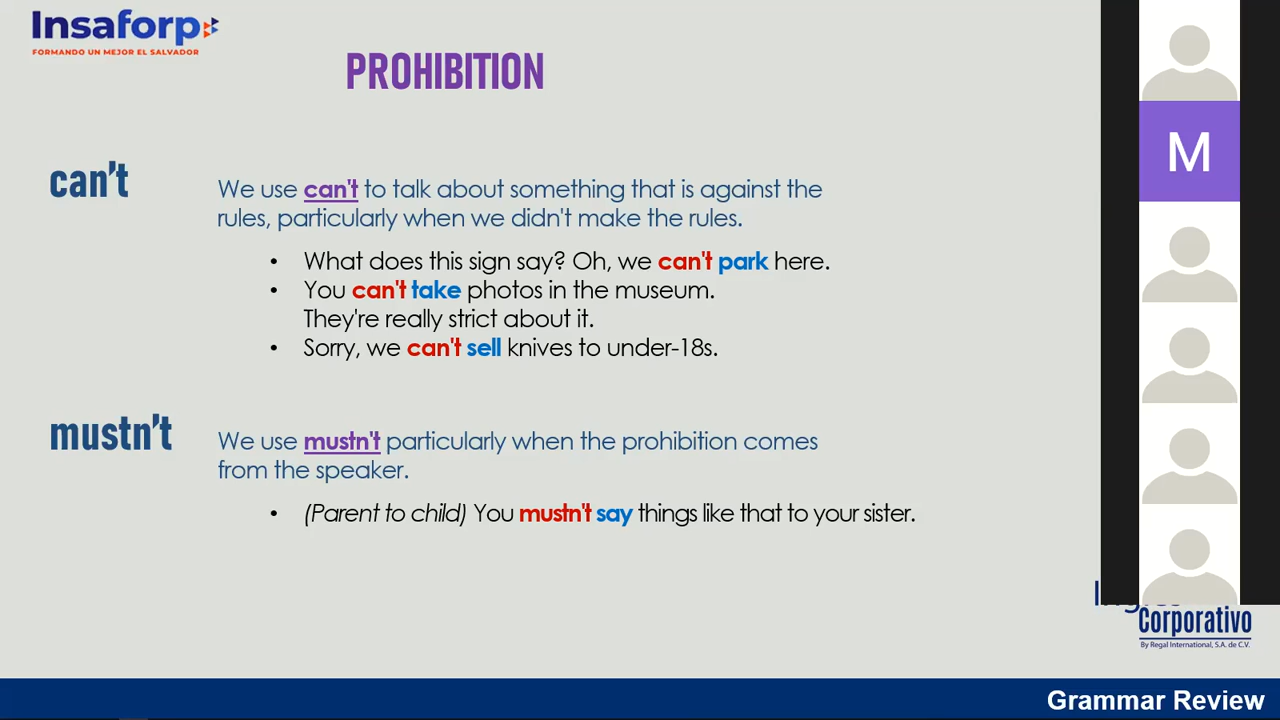 Insaforp
FORMANDO UN MEJOR EL SALVADOR
PROHIBITION
can't
We use can't to talk about something that is against the
rules, particularly when we didn't make the rules.
• What does this sign say? Oh, we can't park here.
• You can't take photos in the museum.
They're really strict about it.
• Sorry, we can't sell knives to under-18s.
mustn't
We use mustn't particularly when the prohibition comes
from the speaker.
• (Parent to child) You mustn't say things like that to your sister.
M
Corporativo
By Regal International, S.A. de C.V.
Grammar Review